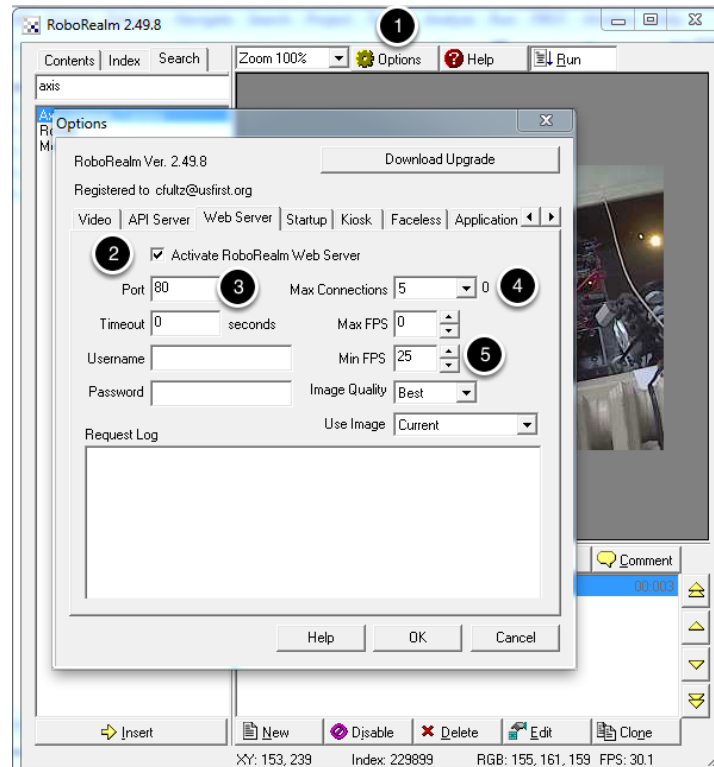 RoboRealm 2.49.8
1
Contents Index Search
Zoom 100% Options Help Run
axis
Options
RoboRealm Ver. 2.49.8 Download Upgrade
Registered to cfultz@usfirst.org
Video API Server Web Server Startup Kiosk Faceless Application
2 Activate RoboRealm Web Server
Port 80 3 Max Connections 5 0 4
Timeout 0 seconds Max FPS 0
Username Min FPS 25 5
Password Image Quality Best
Use Image Current
Request Log
Comment
00:003
Help OK Cancel
Insert New Disable Delete Edit Clone
XY: 153, 239 Index: 229899 RGB: 155, 161, 159 FPS: 30.1